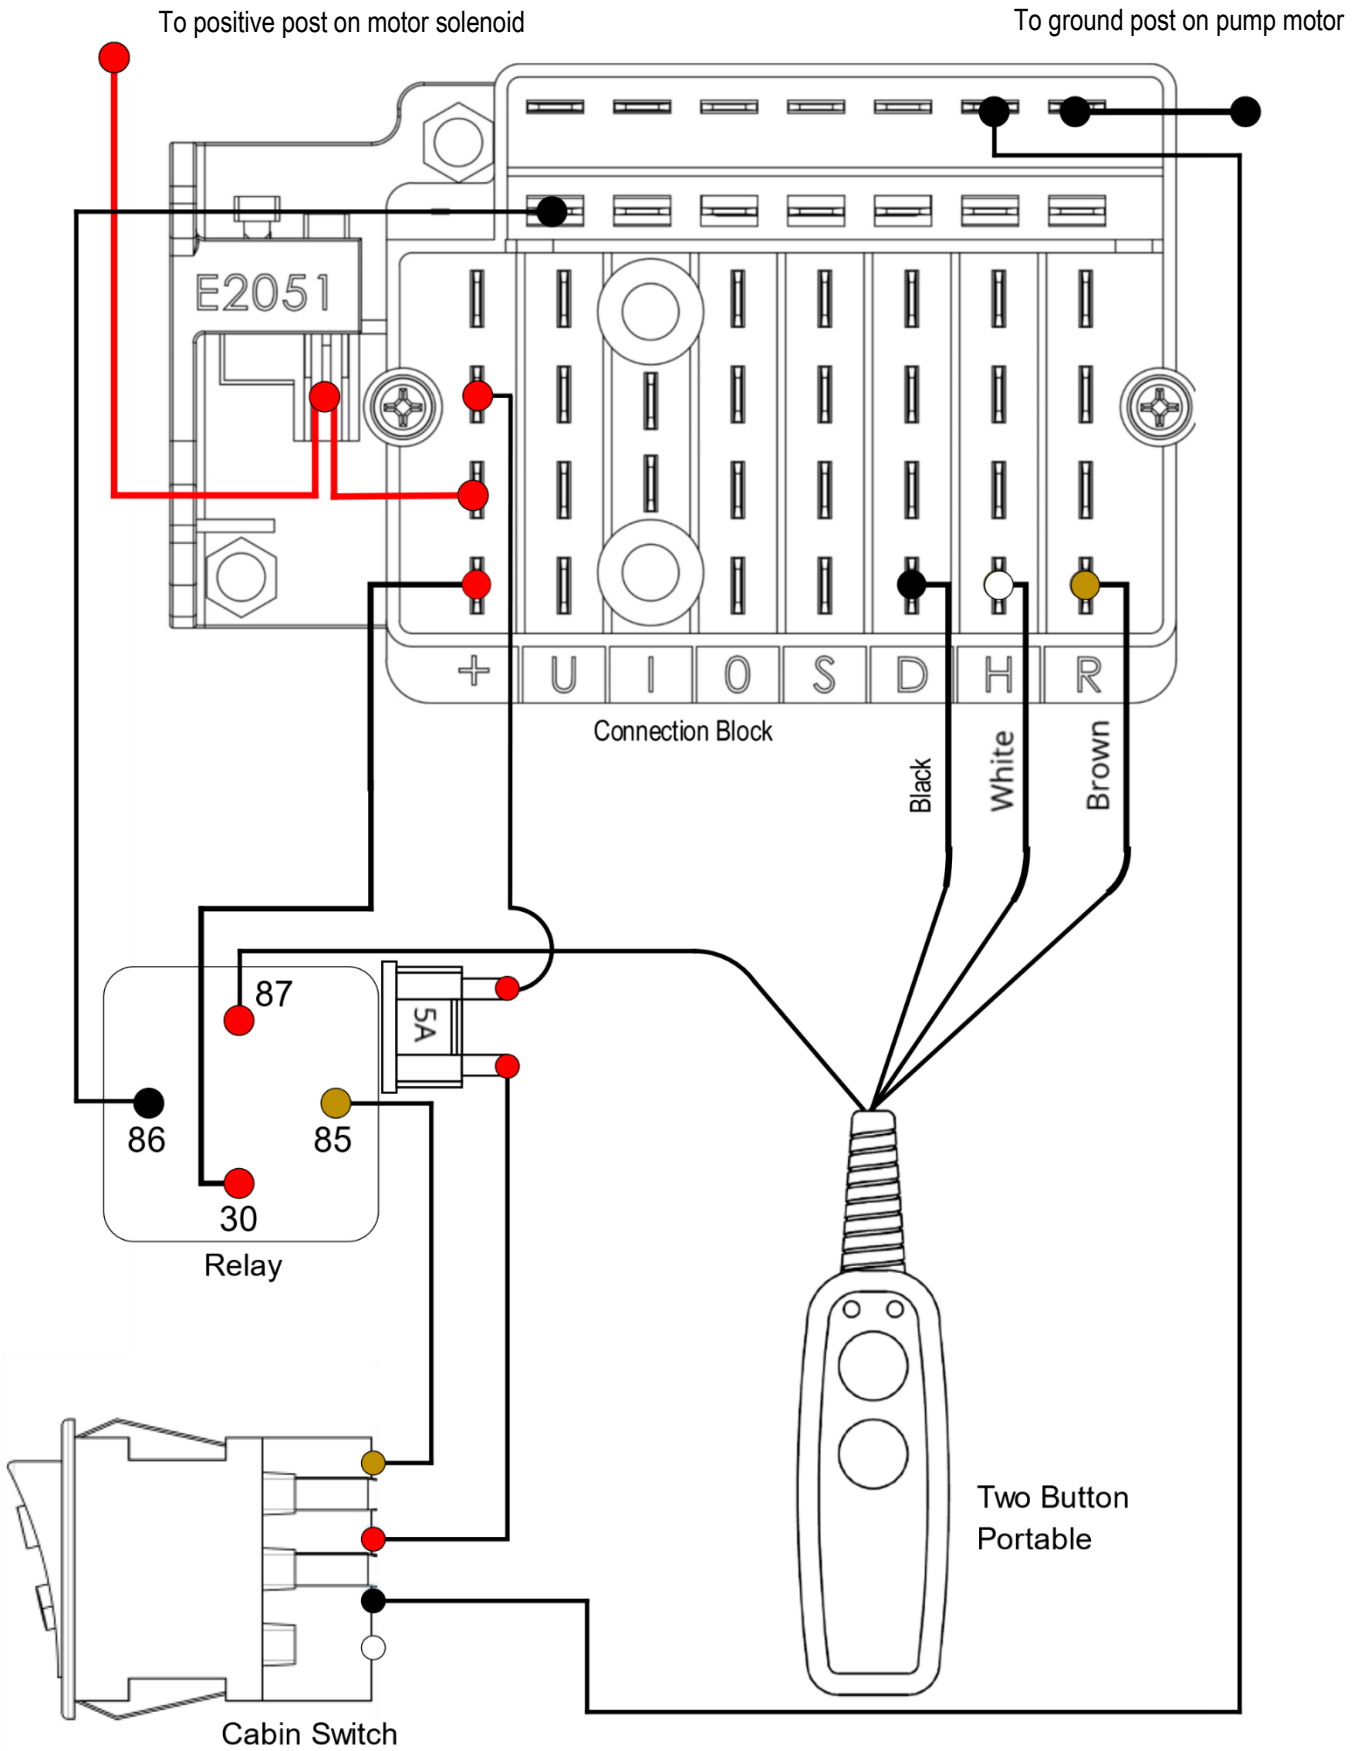 To positive post on motor solenoid
To ground post on pump motor
E2051
+ U I O S D H R
Connection Block
Black
White
Brown
87
5A
86
85
30
Relay
Two Button
Portable
Cabin Switch